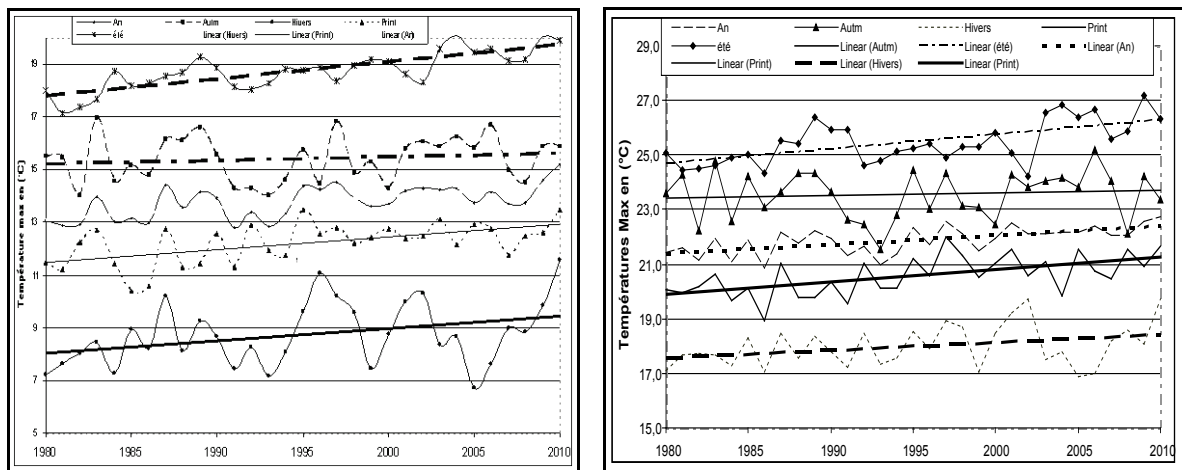 An Autm Hivers Print
été Linear (Hivers) Linear (Print) Linear (An)
Température max en (°C)
19
17
15
13
11
9
7
5
1980 1985 1990 1995 2000 2005 2010
An Autm Hivers Print
été Linear (Autm) Linear (été) Linear (An)
Linear (Print) Linear (Hivers) Linear (Print)
Températures Max en (°C)
29,0
27,0
25,0
23,0
21,0
19,0
17,0
15,0
1980 1985 1990 1995 2000 2005 2010